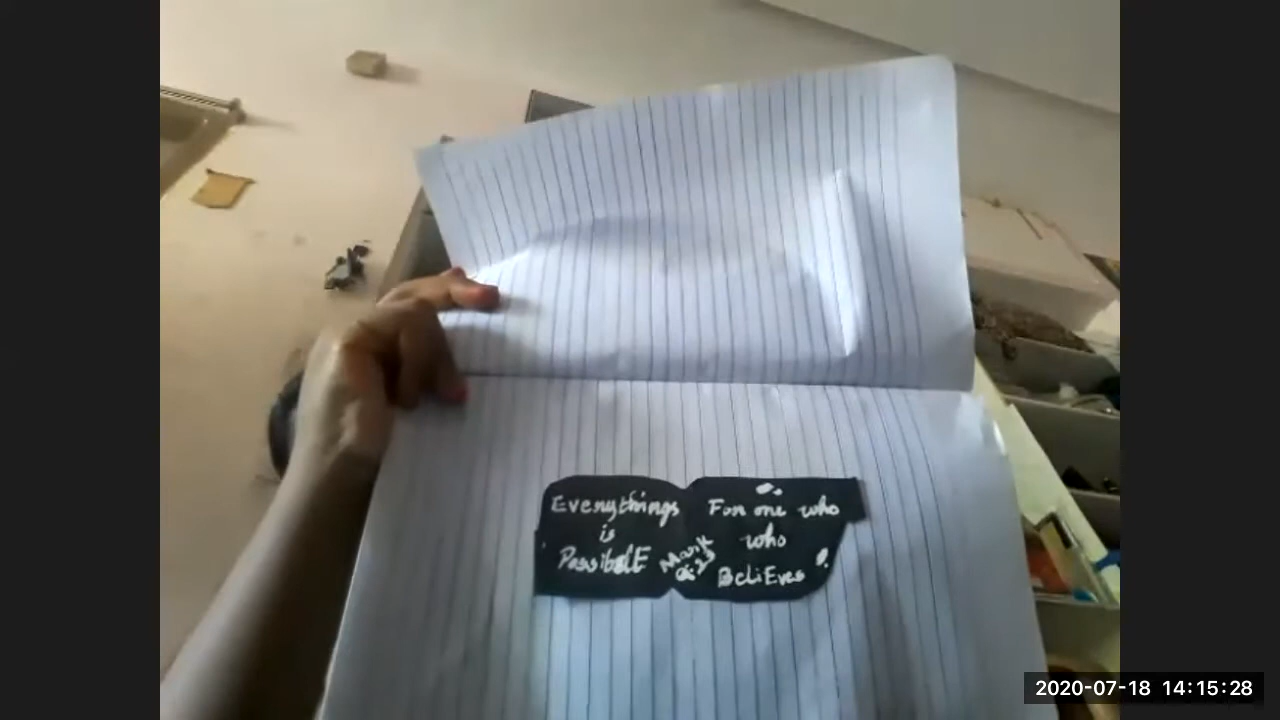 Everythings
is
PossiblE
Mark
9:23
For one who
who
BeliEves
2020-07-18 14:15:28